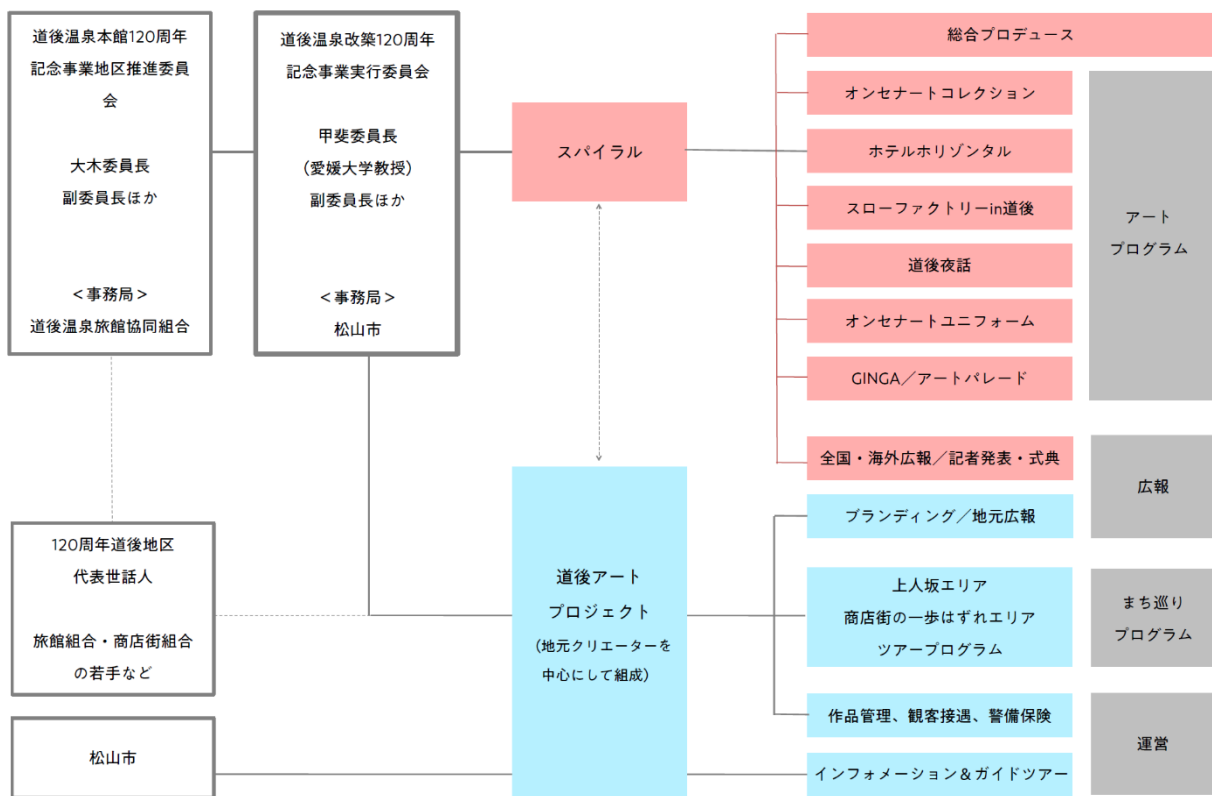 道後温泉本館120周年
記念事業地区推進委員
会
大木委員長
副委員長ほか
<事務局>
道後温泉旅館協同組合
道後温泉改築120周年
記念事業実行委員会
甲斐委員長
(愛媛大学教授)
副委員長ほか
<事務局>
松山市
スパイラル
総合プロデュース
オンセナートコレクション
ホテルホリゾンタル
スローファクトリーin道後
道後夜話
オンセナートユニフォーム
GINGA/アートパレード
アート
プログラム
全国・海外広報/記者発表・式典
ブランディング/地元広報
広報
120周年道後地区
代表世話人
旅館組合・商店街組合
の若手など
道後アート
プロジェクト
(地元クリエーターを
中心にして組成)
上人坂エリア
商店街の一歩はずれエリア
ツアープログラム
まち巡り
プログラム
作品管理、観客接遇、警備保険
運営
松山市
インフォメーション&ガイドツアー